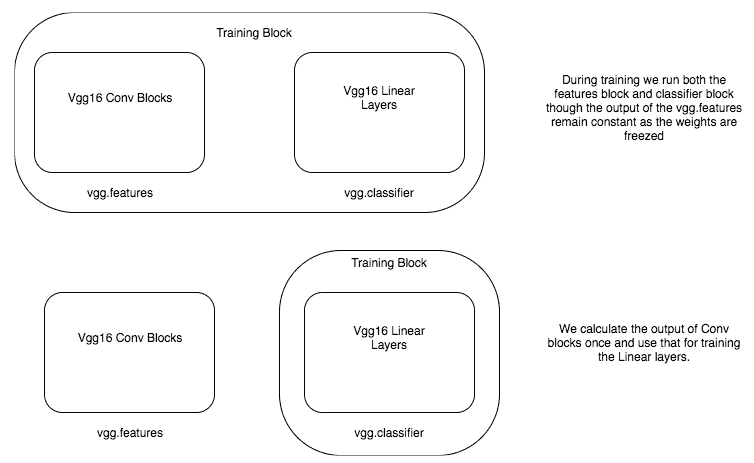 Training Block
Vgg16 Conv Blocks
Vgg16 Linear
Layers
vgg.features
vgg.classifier
During training we run both the
features block and classifier block
though the output of the vgg.features
remain constant as the weights are
freezed
Training Block
Vgg16 Conv Blocks
Vgg16 Linear
Layers
vgg.features
vgg.classifier
We calculate the output of Conv
blocks once and use that for training
the Linear layers.